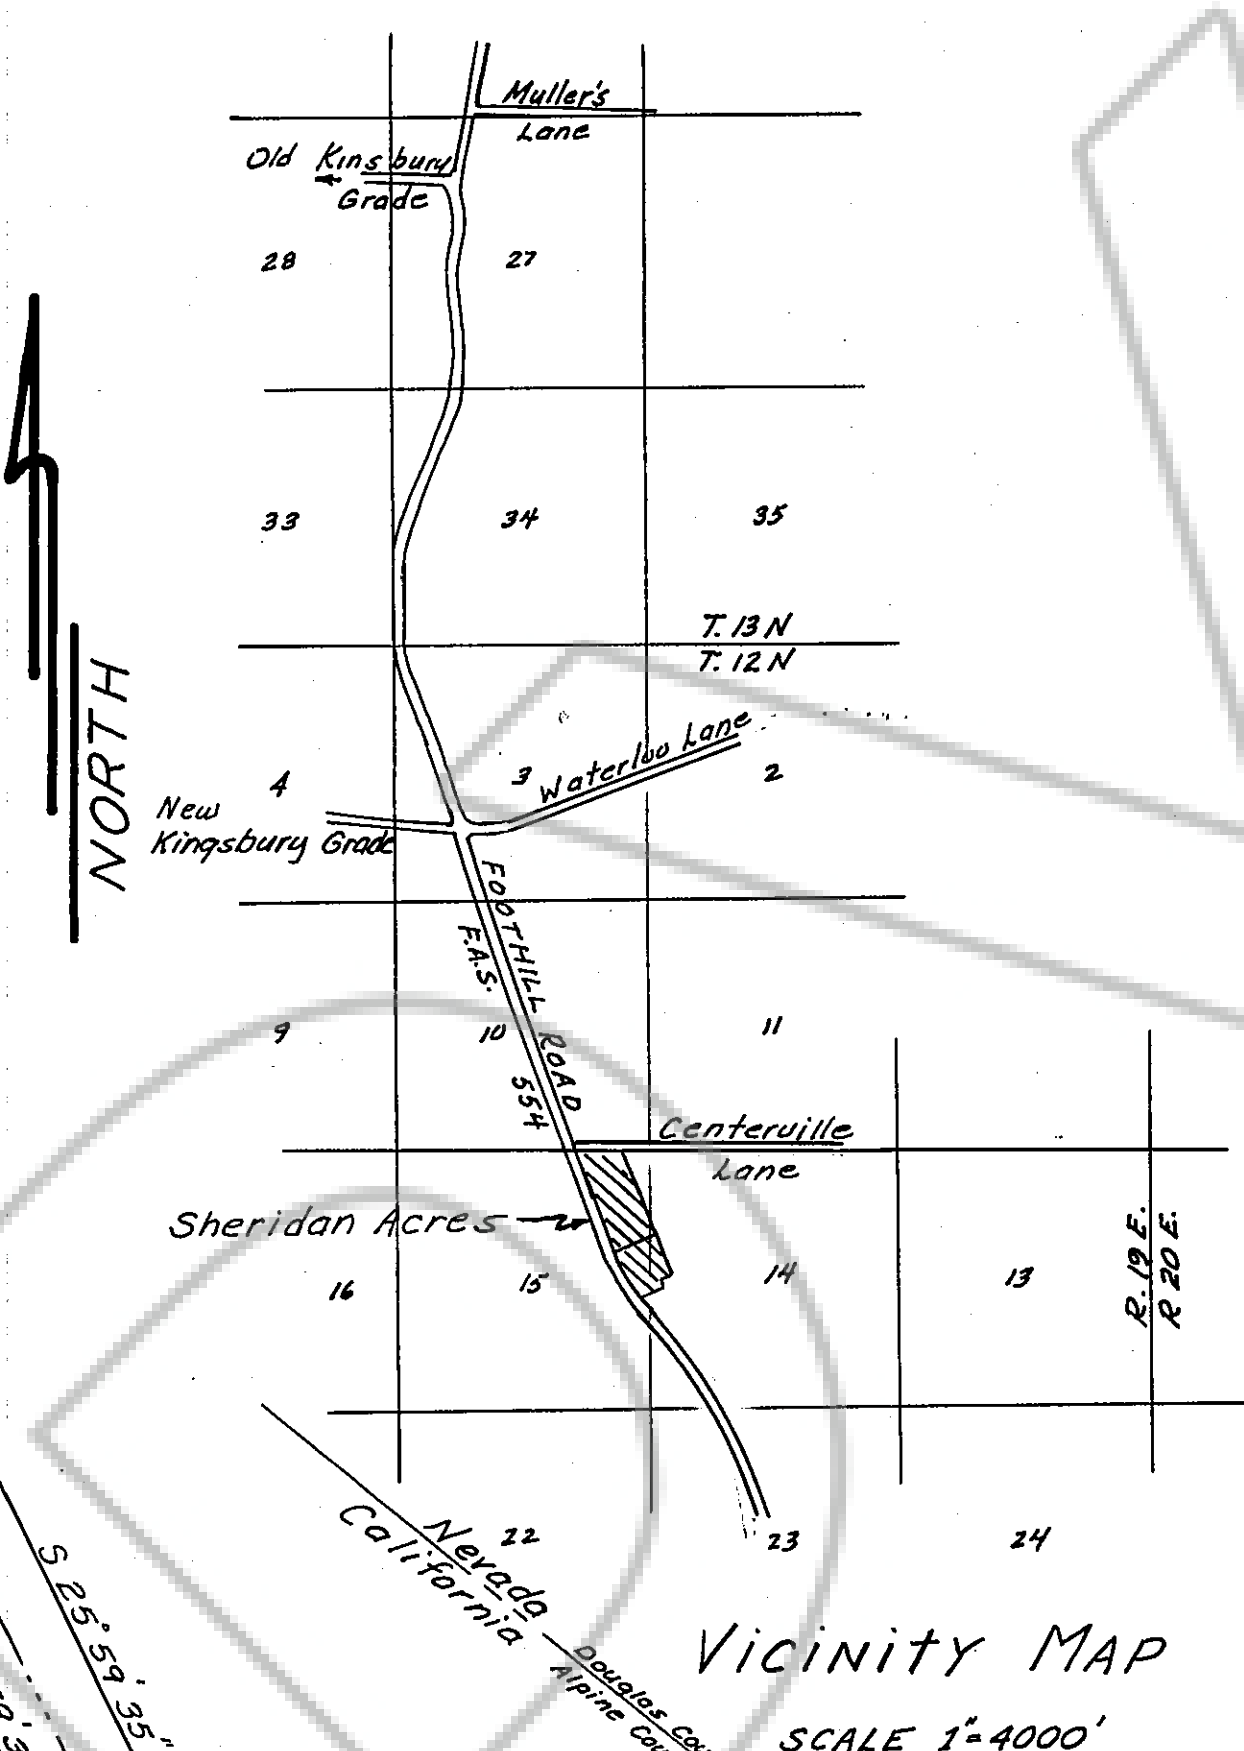 Muller's
Lane
Old Kinsbury
Grade
28
27
33
34
35
T. 13 N
T. 12 N
NORTH
4
3
Waterloo Lane
2
New
Kingsbury Grade
FOOTHILL ROAD
F.A.S. 554
9
10
11
Centerville
Lane
Sheridan Acres
16
15
14
13
R. 19 E.
R 20 E.
Nevada
California
22
23
24
Douglas
Alpine
S 25° 59' 35"
VICINITY MAP
SCALE 1"=4000'